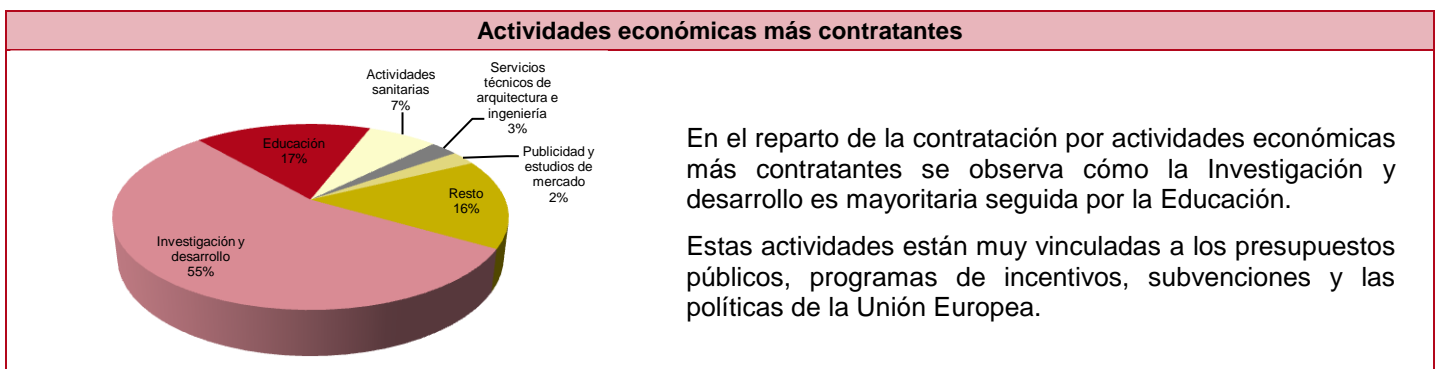 Actividades económicas más contratantes
Actividades
sanitarias
7%
Servicios
técnicos de
arquitectura e
ingeniería
3%
Educación
17%
Publicidad y
estudios de
mercado
2%
Resto
16%
Investigación y
desarrollo
55%
En el reparto de la contratación por actividades económicas
más contratantes se observa cómo la Investigación y
desarrollo es mayoritaria seguida por la Educación.
Estas actividades están muy vinculadas a los presupuestos
públicos, programas de incentivos, subvenciones y las
políticas de la Unión Europea.